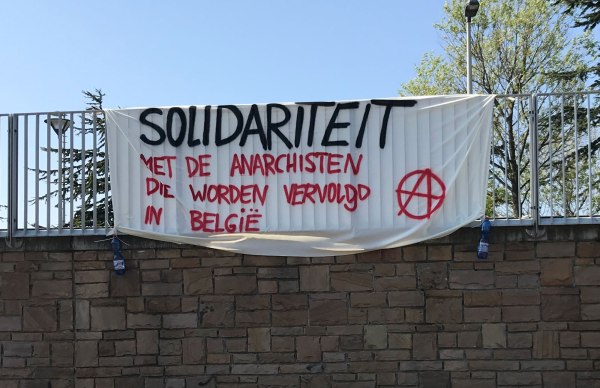 SOLIDARITEIT
MET DE ANARCHISTEN
DIE WORDEN VERVOLGD
IN BELGIË